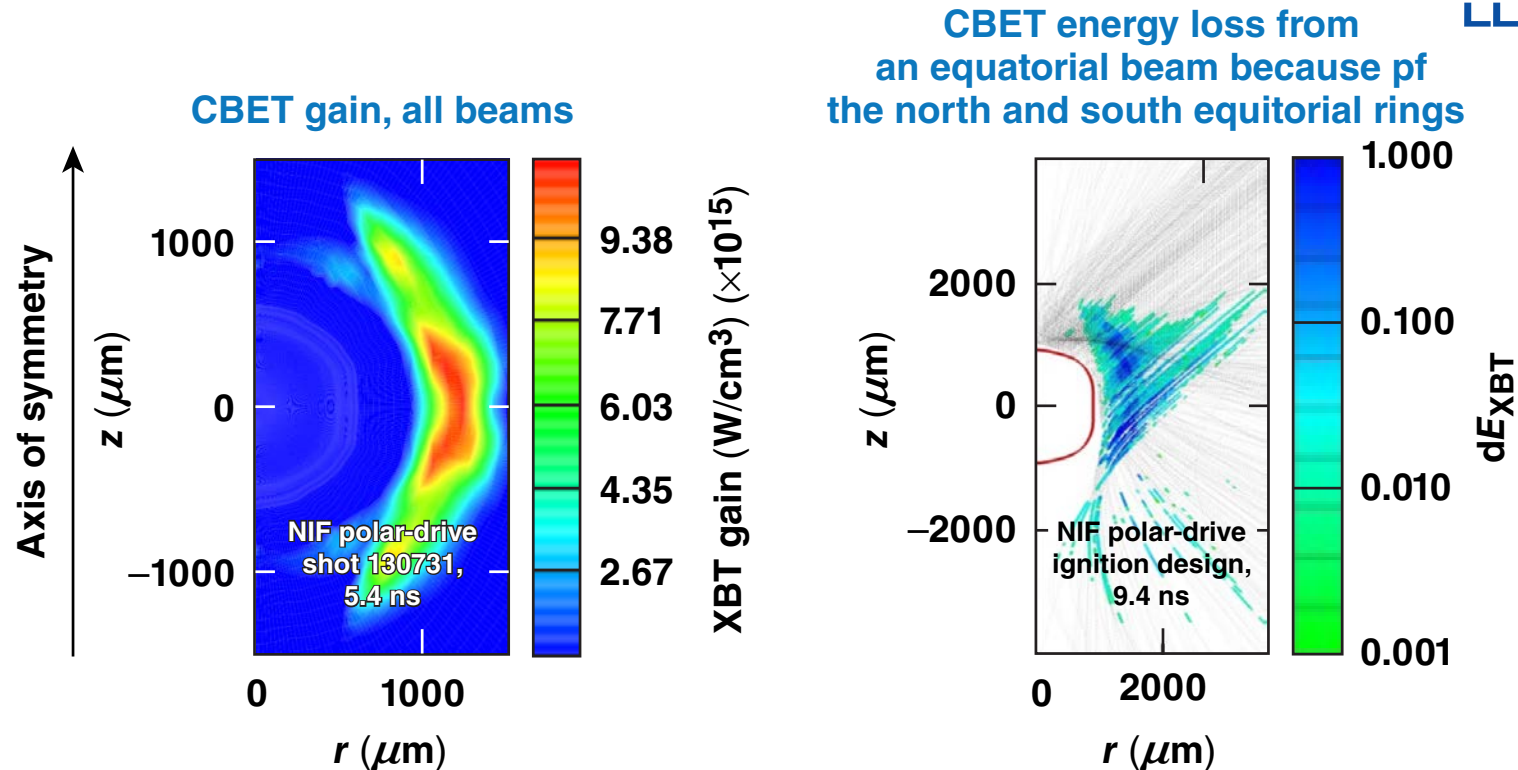 CBET gain, all beams
Axis of symmetry
z (μm)
1000
0
–1000
0
1000
r (μm)
NIF polar-drive
shot 130731,
5.4 ns
9.38
7.71
6.03
4.35
2.67
XBT gain (W/cm³) (×10¹⁵)
CBET energy loss from
an equatorial beam because pf
the north and south equitorial rings
z (μm)
2000
0
–2000
0
2000
r (μm)
NIF polar-drive
ignition design,
9.4 ns
1.000
0.100
0.010
0.001
dE_XBT